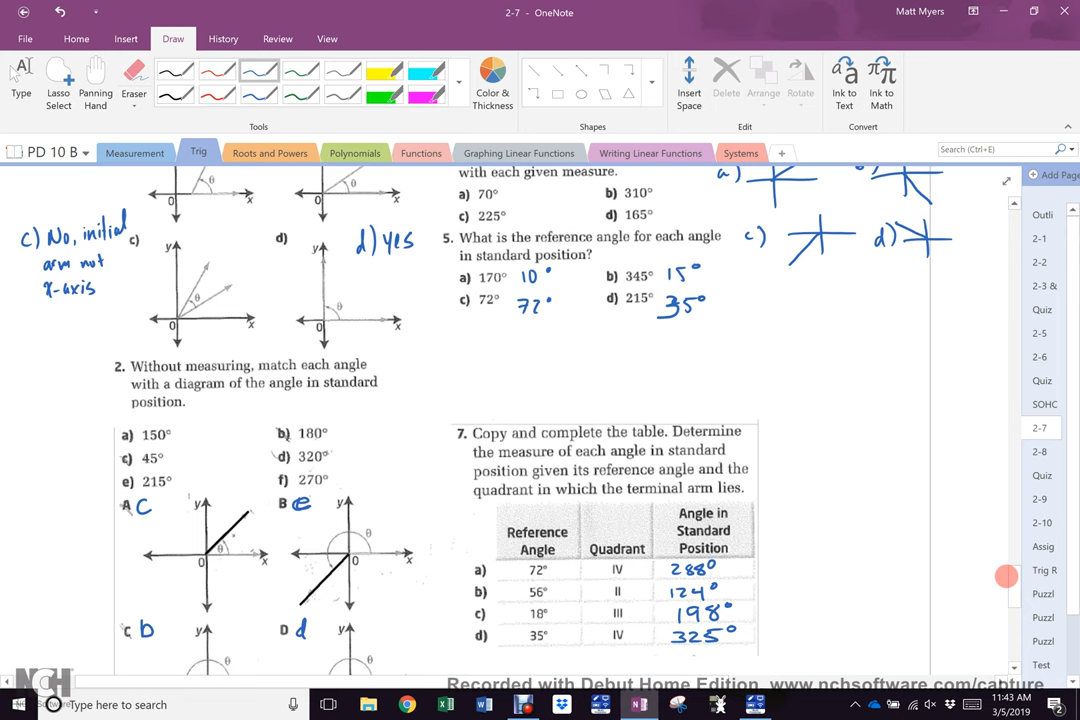 2-7 - OneNote
Matt Myers
File
Home
Insert
Draw
History
Review
View
Type
Lasso
Select
Panning
Hand
Eraser
Color &
Thickness
Insert
Space
Delete
Arrange
Rotate
Ink to
Text
Ink to
Math
Tools
Shapes
Edit
Convert
PD 10 B
Measurement
Trig
Roots and Powers
Polynomials
Functions
Graphing Linear Functions
Writing Linear Functions
Systems
+
Search (Ctrl+E)
Add Page
Outli
2-1
2-2
2-3 &
Quiz
2-5
2-6
Quiz
SOHC
2-7
2-8
Quiz
2-9
2-10
Assig
Trig R
Puzzl
Puzzl
Puzzl
Test
θ
0
x
θ
0
x
c) No, initial
arm not
x-axis
c)
y
θ
0
x
d)
d) yes
y
θ
0
x
with each given measure.
a) 70°
b) 310°
c) 225°
d) 165°
a)
c)
d)
5. What is the reference angle for each angle
in standard position?
a) 170° 10°
b) 345° 15°
c) 72° 72°
d) 215° 35°
2. Without measuring, match each angle
with a diagram of the angle in standard
position.
a) 150°
b) 180°
c) 45°
d) 320°
e) 215°
f) 270°
A c
y
θ
0
x
B e
y
θ
0
x
C b
y
θ
D d
y
θ
7. Copy and complete the table. Determine
the measure of each angle in standard
position given its reference angle and the
quadrant in which the terminal arm lies.
Reference
Angle
Quadrant
Angle in
Standard
Position
a) 72° IV 288°
b) 56° II 124°
c) 18° III 198°
d) 35° IV 325°
Recorded with Debut Home Edition www.nchsoftware.com/capture
NCH
NCH Software
Type here to search
11:43 AM
3/5/2019
2